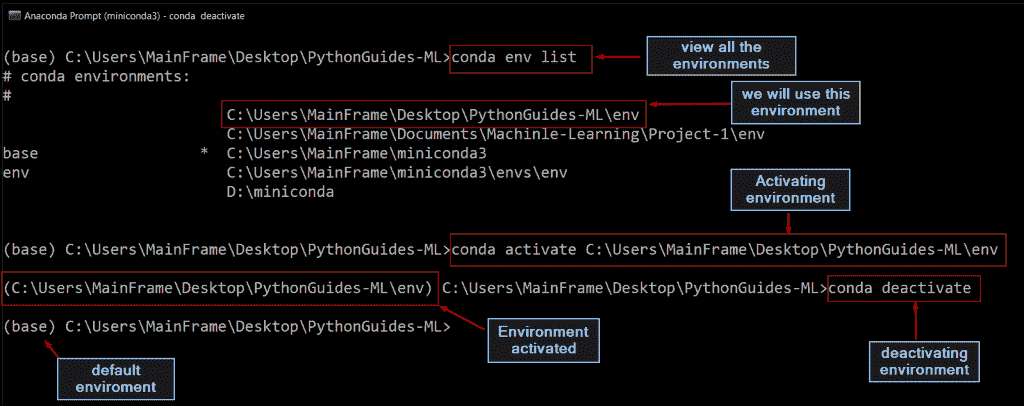 Anaconda Prompt (miniconda3) - conda  deactivate
(base) C:\Users\MainFrame\Desktop\PythonGuides-ML>conda env list
view all the
environments
# conda environments:
#
we will use this
environment
C:\Users\MainFrame\Desktop\PythonGuides-ML\env
C:\Users\MainFrame\Documents\Machinle-Learning\Project-1\env
base * C:\Users\MainFrame\miniconda3
env C:\Users\MainFrame\miniconda3\envs\env
D:\miniconda
Activating
environment
(base) C:\Users\MainFrame\Desktop\PythonGuides-ML>conda activate C:\Users\MainFrame\Desktop\PythonGuides-ML\env
(C:\Users\MainFrame\Desktop\PythonGuides-ML\env) C:\Users\MainFrame\Desktop\PythonGuides-ML>conda deactivate
(base) C:\Users\MainFrame\Desktop\PythonGuides-ML>
Environment
activated
deactivating
environment
default
enviroment